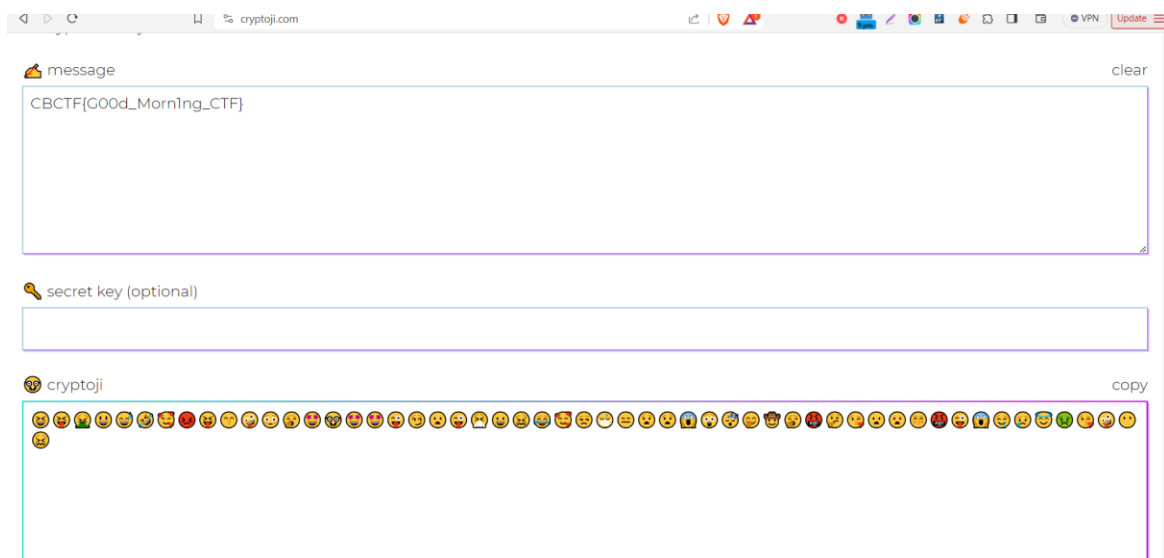 cryptoji.com
VPN
Update
message
clear
CBCTF{G00d_Morn1ng_CTF}
secret key (optional)
cryptoji
copy